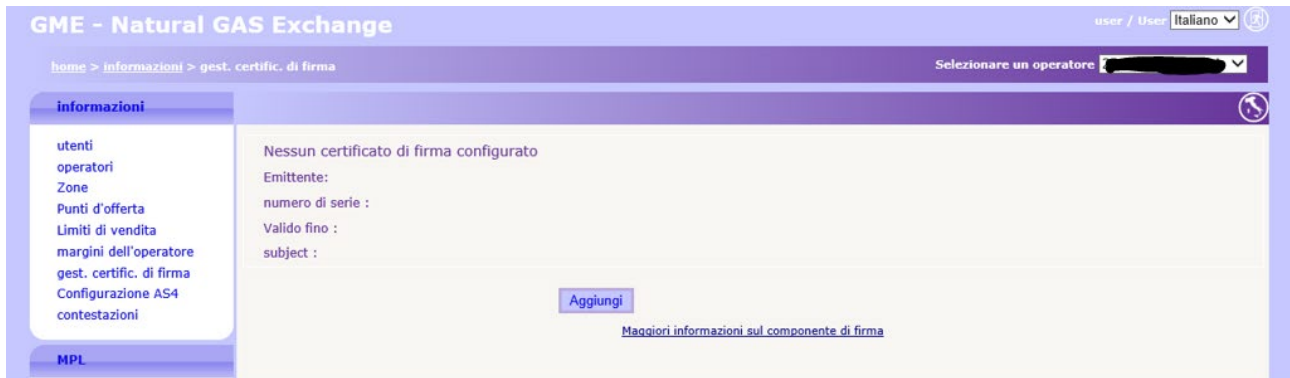 GME - Natural GAS Exchange
user / User Italiano
home > informazioni > gest. certific. di firma
Selezionare un operatore
informazioni
utenti
operatori
Zone
Punti d'offerta
Limiti di vendita
margini dell'operatore
gest. certific. di firma
Configurazione AS4
contestazioni
MPL
Nessun certificato di firma configurato
Emittente:
numero di serie :
Valido fino :
subject :
Aggiungi
Maggiori informazioni sul componente di firma